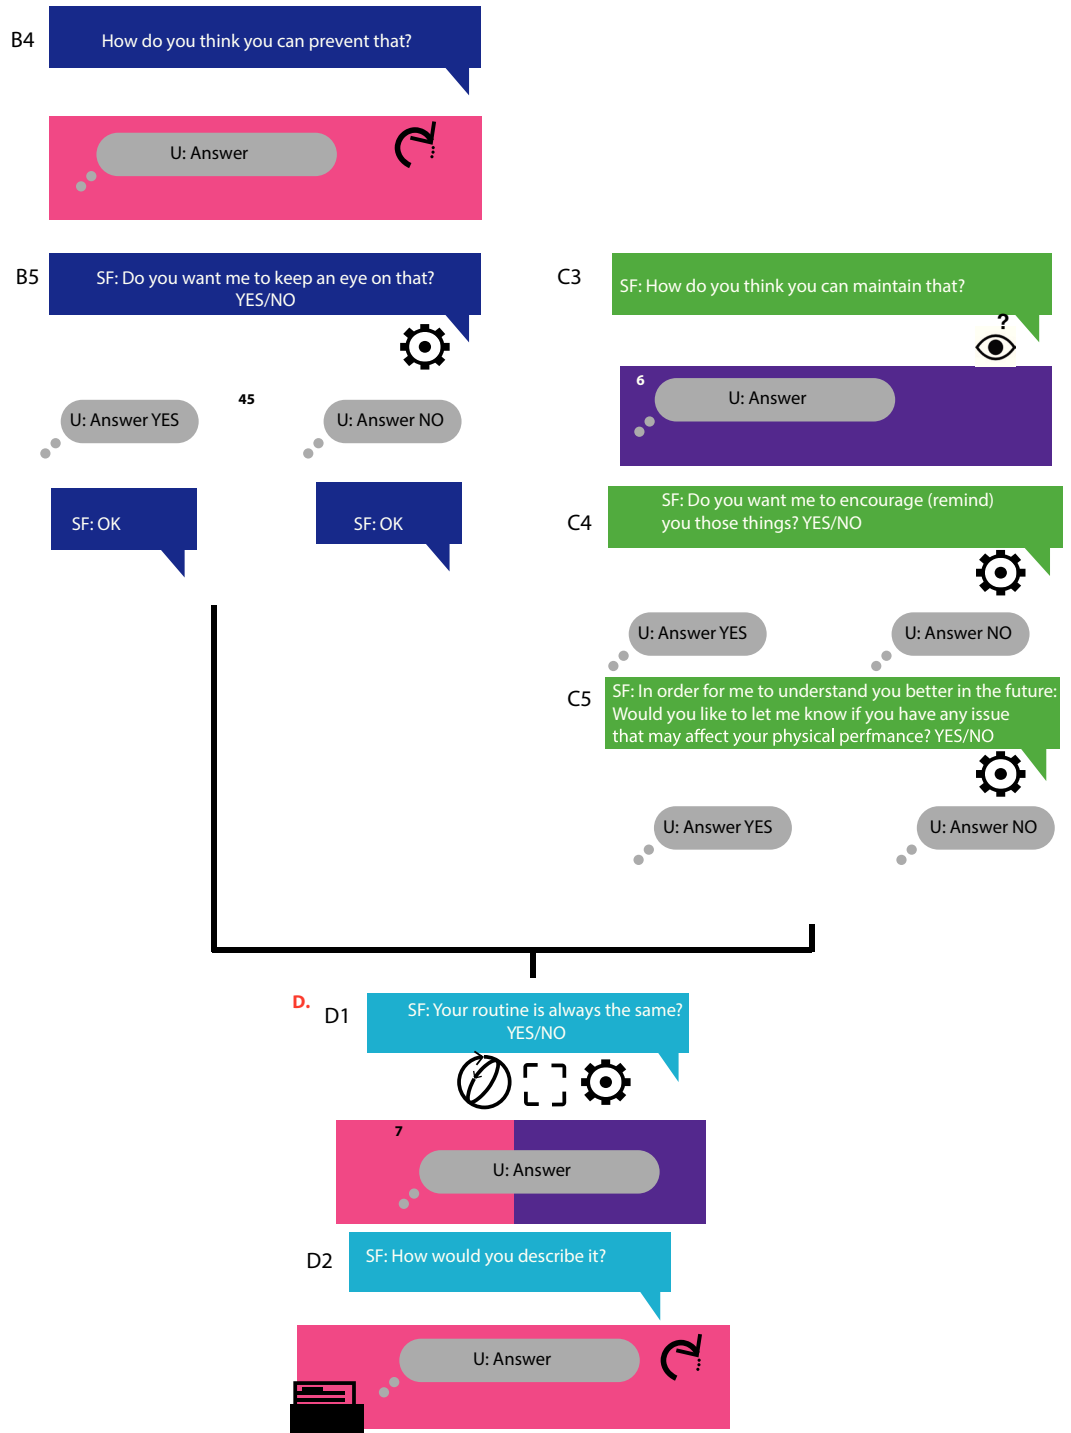 B4
How do you think you can prevent that?
U: Answer
B5
SF: Do you want me to keep an eye on that?
YES/NO
45
U: Answer YES
U: Answer NO
SF: OK
SF: OK
C3
SF: How do you think you can maintain that?
?
6
U: Answer
C4
SF: Do you want me to encourage (remind)
you those things? YES/NO
U: Answer YES
U: Answer NO
C5
SF: In order for me to understand you better in the future:
Would you like to let me know if you have any issue
that may affect your physical perfmance? YES/NO
U: Answer YES
U: Answer NO
D.
D1
SF: Your routine is always the same?
YES/NO
7
U: Answer
D2
SF: How would you describe it?
U: Answer